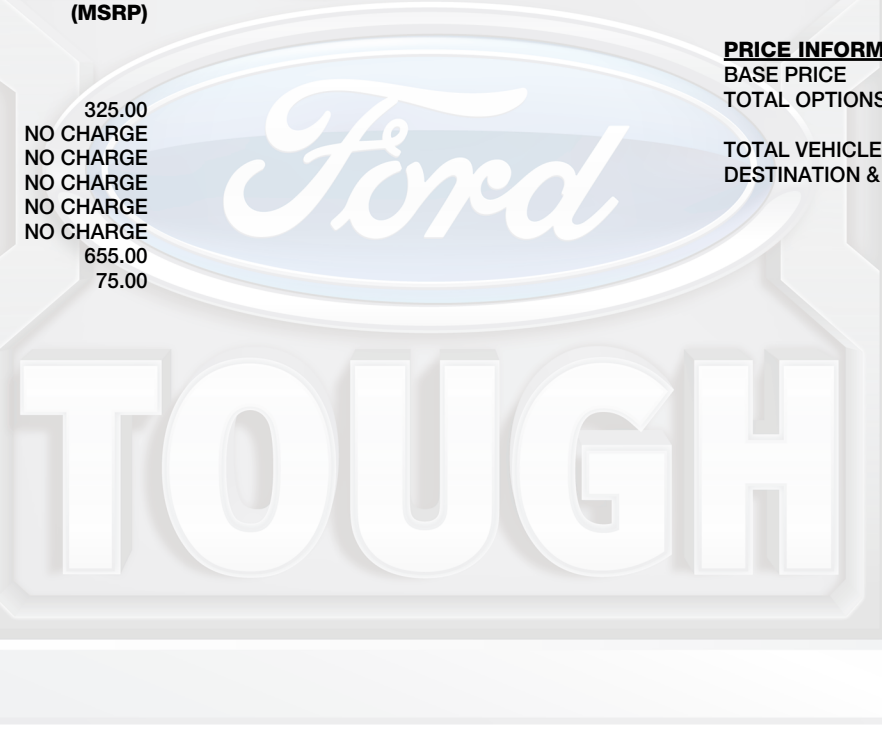 (MSRP)
325.00
NO CHARGE
NO CHARGE
NO CHARGE
NO CHARGE
NO CHARGE
655.00
75.00
PRICE INFORM
BASE PRICE
TOTAL OPTIONS
TOTAL VEHICLE
DESTINATION &
Ford
TOUGH